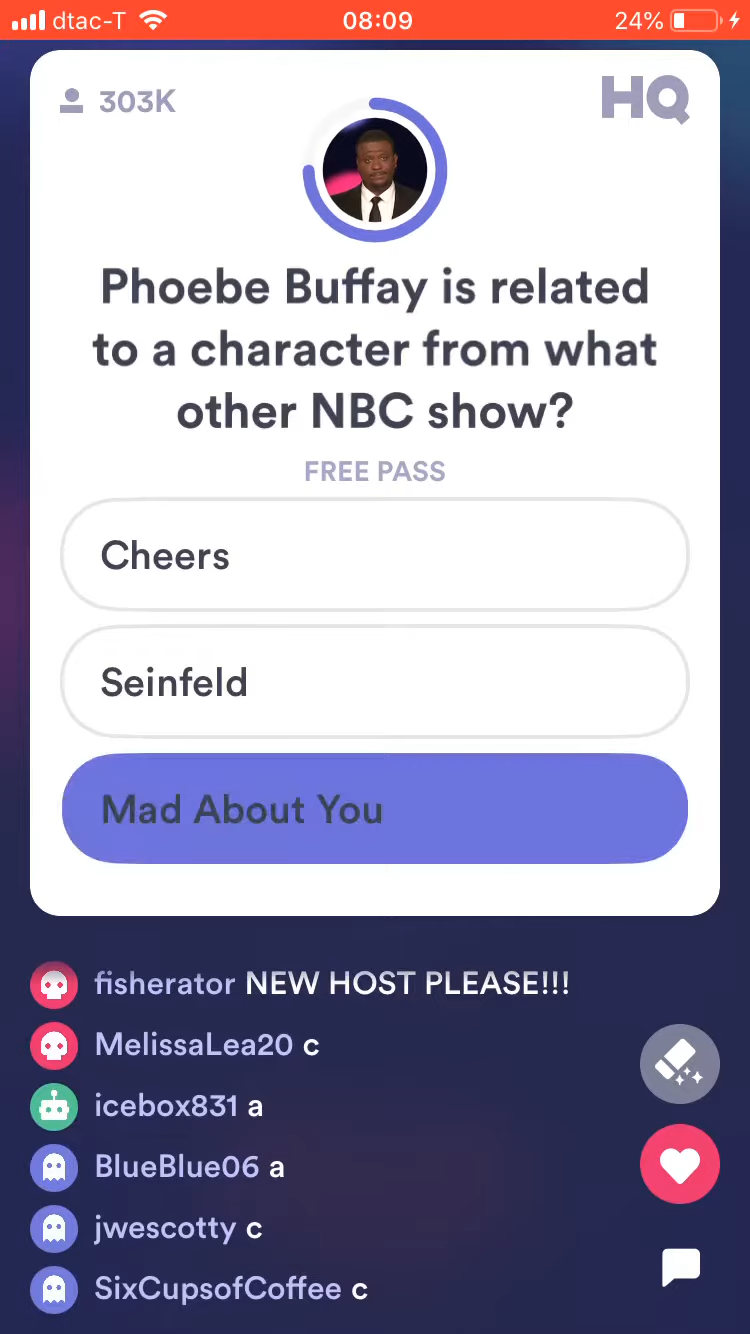 dtac-T 08:09 24%
303K HQ
Phoebe Buffay is related
to a character from what
other NBC show?
FREE PASS
Cheers
Seinfeld
Mad About You
fisherator NEW HOST PLEASE!!!
MelissaLea20 c
icebox831 a
BlueBlue06 a
jwescotty c
SixCupsofCoffee c